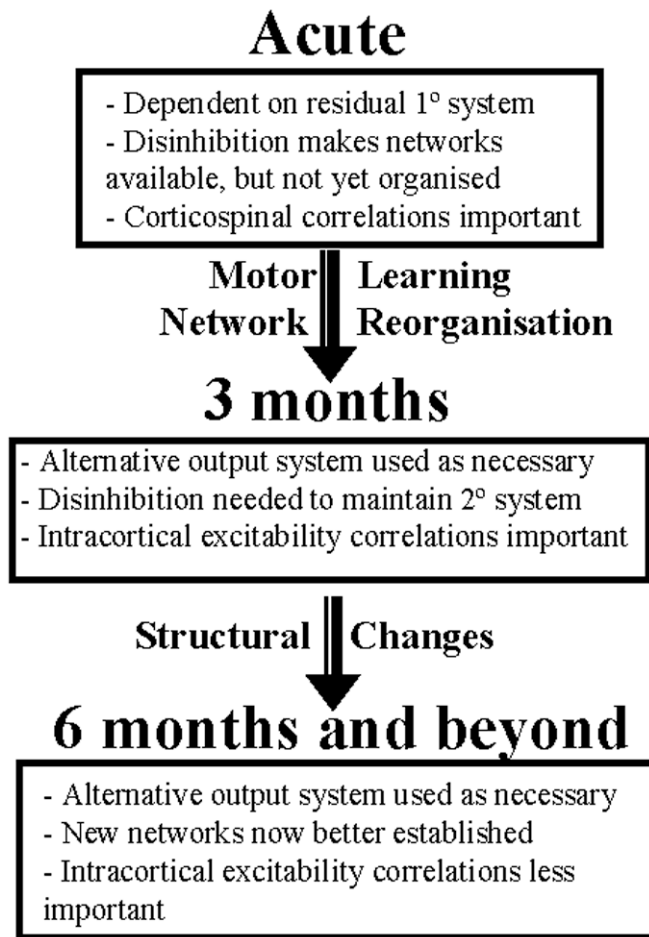 Acute
- Dependent on residual 1º system
- Disinhibition makes networks
available, but not yet organised
- Corticospinal correlations important
Motor Learning
Network Reorganisation
3 months
- Alternative output system used as necessary
- Disinhibition needed to maintain 2º system
- Intracortical excitability correlations important
Structural Changes
6 months and beyond
- Alternative output system used as necessary
- New networks now better established
- Intracortical excitability correlations less
important